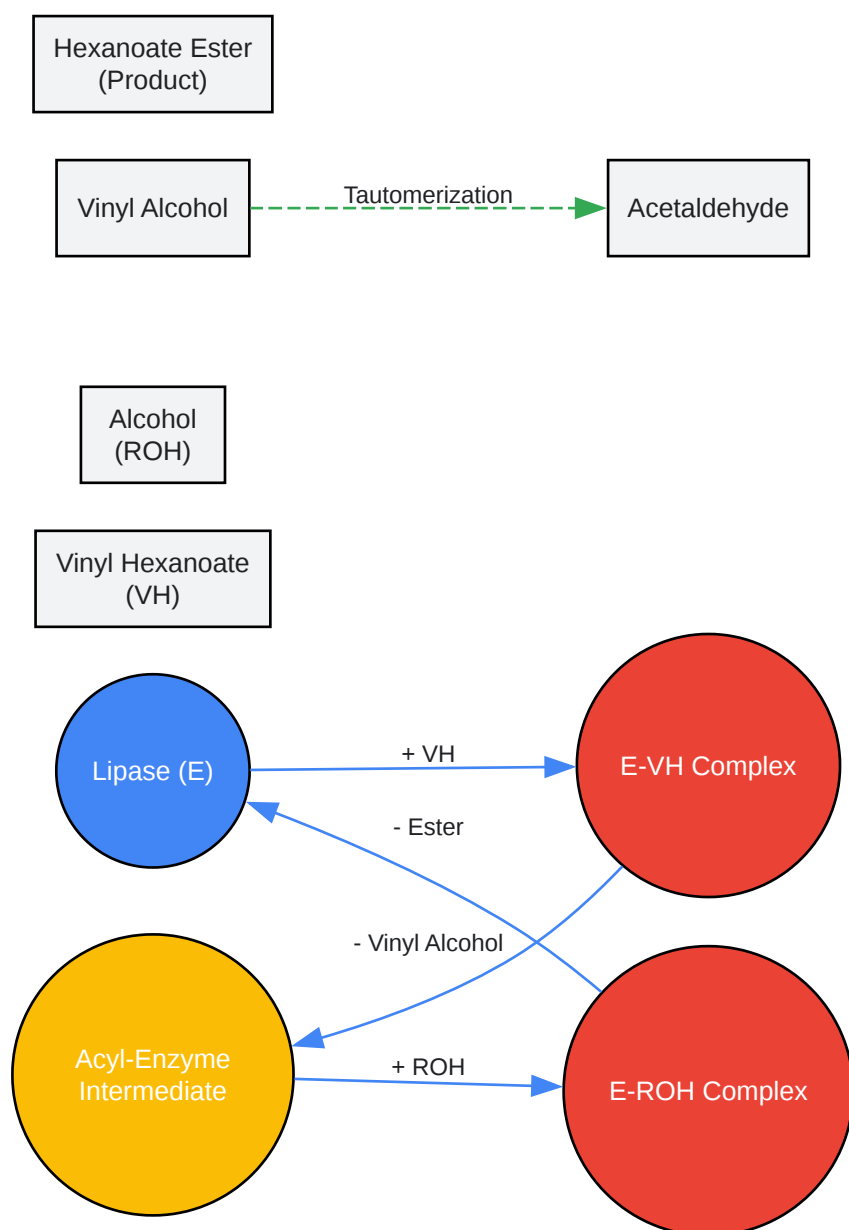 Hexanoate Ester
(Product)
Tautomerization
Vinyl Alcohol
Acetaldehyde
Alcohol
(ROH)
Vinyl Hexanoate
(VH)
+ VH
Lipase (E)
E-VH Complex
- Ester
- Vinyl Alcohol
Acyl-Enzyme
Intermediate
+ ROH
E-ROH Complex